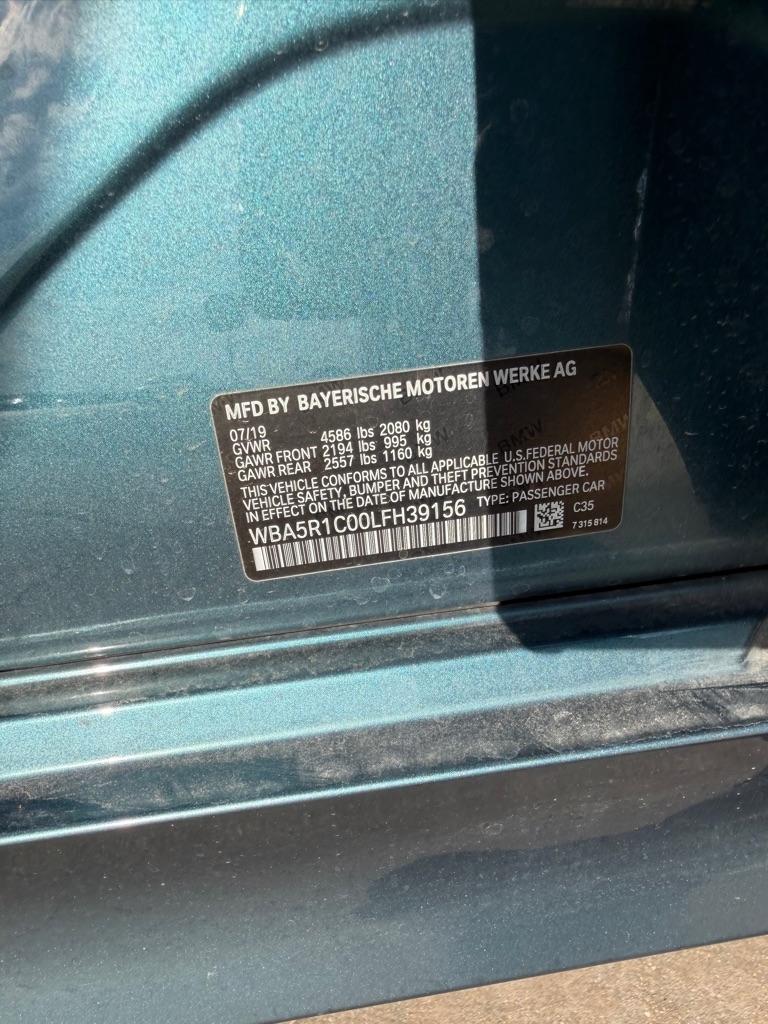 MFD BY BAYERISCHE MOTOREN WERKE AG
07/19
GVWR 4586 lbs 2080 kg
GAWR FRONT 2194 lbs 995 kg
GAWR REAR 2557 lbs 1160 kg
THIS VEHICLE CONFORMS TO ALL APPLICABLE U.S.FEDERAL MOTOR
VEHICLE SAFETY, BUMPER AND THEFT PREVENTION STANDARDS
IN EFFECT ON THE DATE OF MANUFACTURE SHOWN ABOVE.
WBA5R1C00LFH39156 TYPE: PASSENGER CAR
C35
7 315 814
BMW